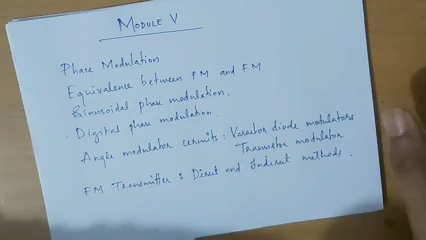 MODULE V
Phase Modulation
Equivalence between PM and FM
Sinusoidal phase modulation.
Digital phase modulation.
Angle modulator circuits : Varactor diode modulators
Transistor modulator
FM Transmitter : Direct and Indirect methods.